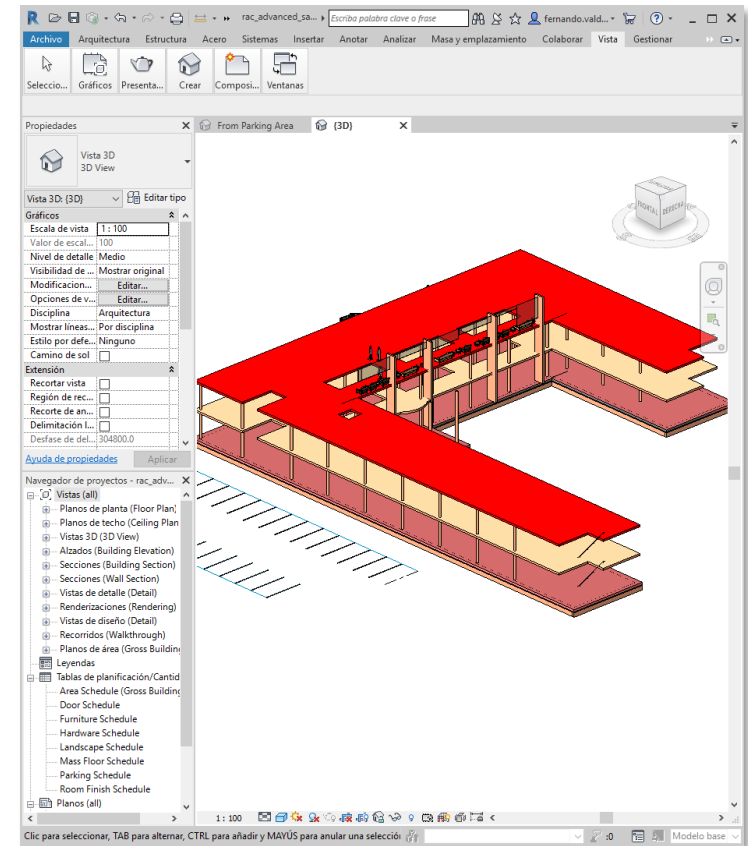 rac_advanced_sa...
Escriba palabra clave o frase
fernando.vald...
Archivo Arquitectura Estructura Acero Sistemas Insertar Anotar Analizar Masa y emplazamiento Colaborar Vista Gestionar
Seleccio... Gráficos Presenta... Crear Composi... Ventanas
Propiedades
From Parking Area {3D}
Vista 3D
3D View
Vista 3D: {3D} Editar tipo
Gráficos
Escala de vista 1 : 100
Valor de escal... 100
Nivel de detalle Medio
Visibilidad de ... Mostrar original
Modificacion... Editar...
Opciones de v... Editar...
Disciplina Arquitectura
Mostrar líneas... Por disciplina
Estilo por defe... Ninguno
Camino de sol
Extensión
Recortar vista
Región de rec...
Recorte de an...
Delimitación l...
Desfase de del... 304800.0
Ayuda de propiedades Aplicar
FRONTAL
Navegador de proyectos - rac_adv...
Vistas (all)
Planos de planta (Floor Plan)
Planos de techo (Ceiling Plan
Vistas 3D (3D View)
Alzados (Building Elevation)
Secciones (Building Section)
Secciones (Wall Section)
Vistas de detalle (Detail)
Renderizaciones (Rendering)
Vistas de diseño (Detail)
Recorridos (Walkthrough)
Planos de área (Gross Building
Leyendas
Tablas de planificación/Cantid
Area Schedule (Gross Building
Door Schedule
Furniture Schedule
Hardware Schedule
Landscape Schedule
Mass Floor Schedule
Parking Schedule
Room Finish Schedule
Planos (all)
1 : 100
Clic para seleccionar, TAB para alternar, CTRL para añadir y MAYÚS para anular una selecció :0 Modelo base